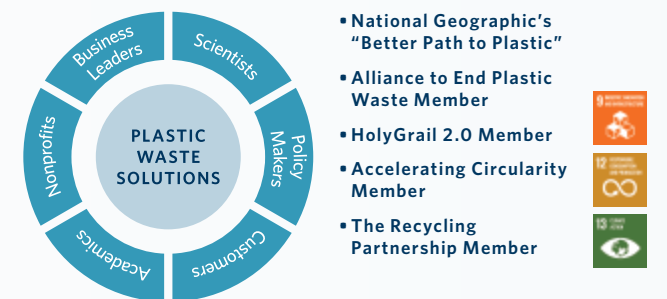 Business
Leaders
Scientists
Policy
Makers
Customers
Academics
Nonprofits
PLASTIC
WASTE
SOLUTIONS
• National Geographic's
"Better Path to Plastic"
• Alliance to End Plastic
Waste Member
• HolyGrail 2.0 Member
• Accelerating Circularity
Member
• The Recycling
Partnership Member
9
12
13